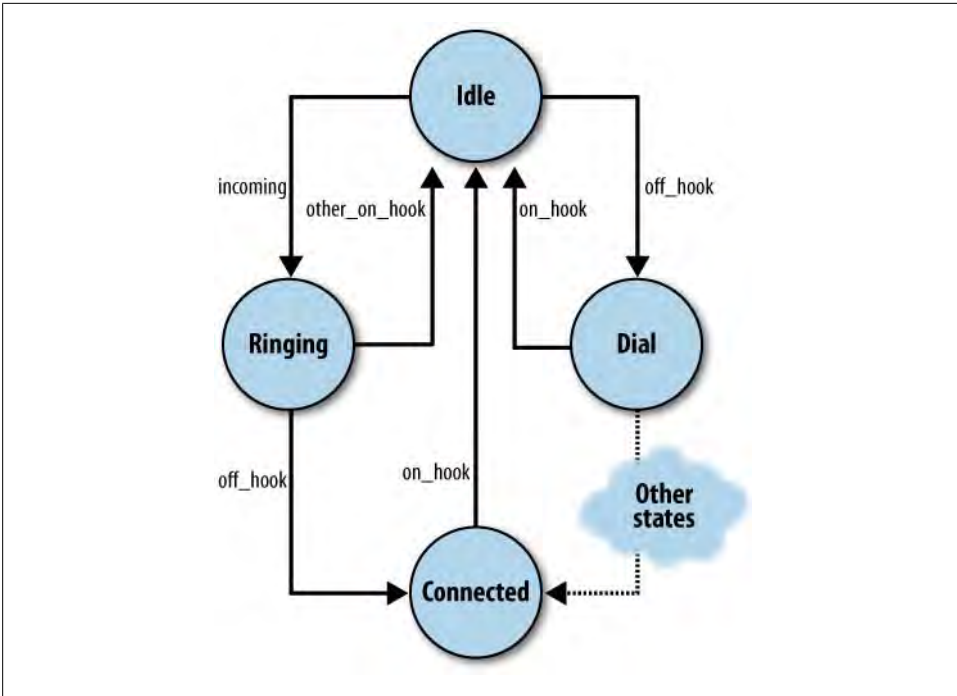 Idle
incoming
off_hook
other_on_hook
on_hook
Ringing
Dial
off_hook
on_hook
Other
states
Connected